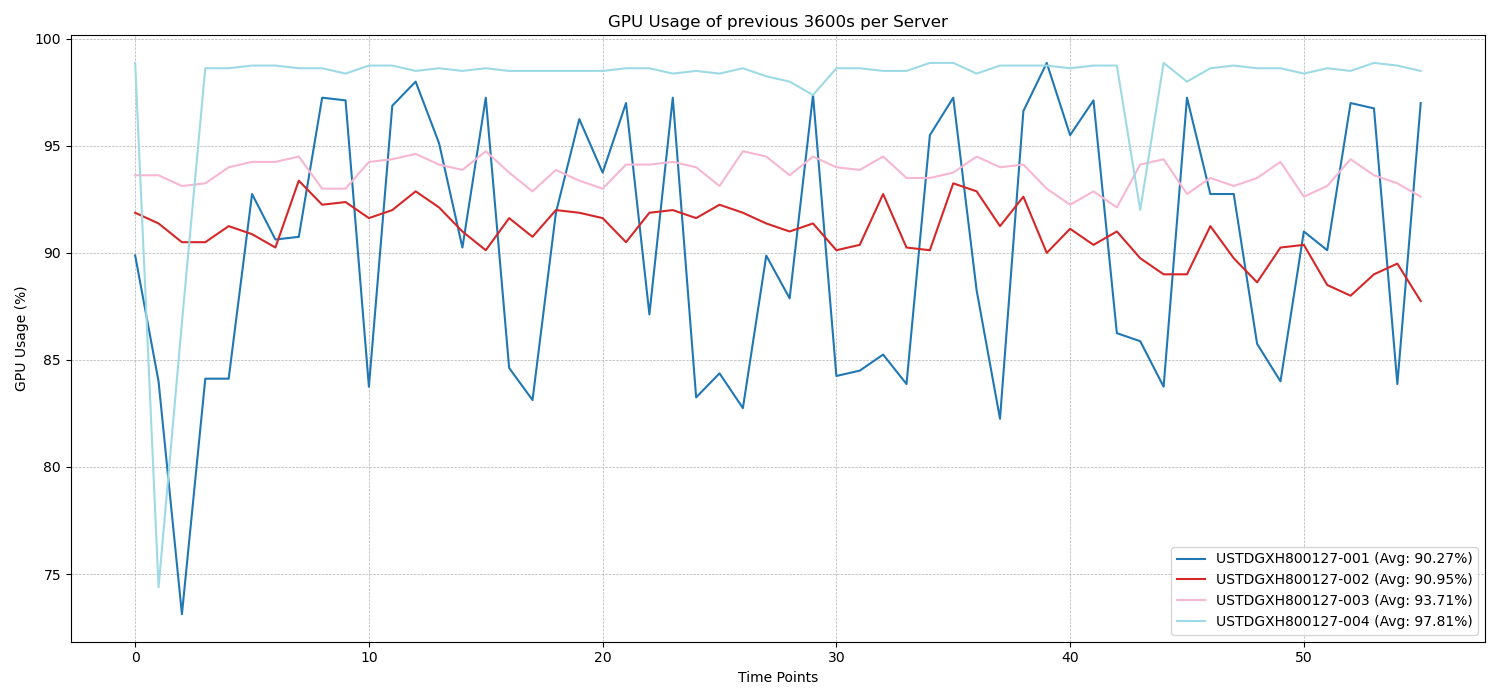 GPU Usage of previous 3600s per Server
100
95
90
85
80
75
GPU Usage (%)
USTDGXH800127-001 (Avg: 90.27%)
USTDGXH800127-002 (Avg: 90.95%)
USTDGXH800127-003 (Avg: 93.71%)
USTDGXH800127-004 (Avg: 97.81%)
0 10 20 30 40 50
Time Points